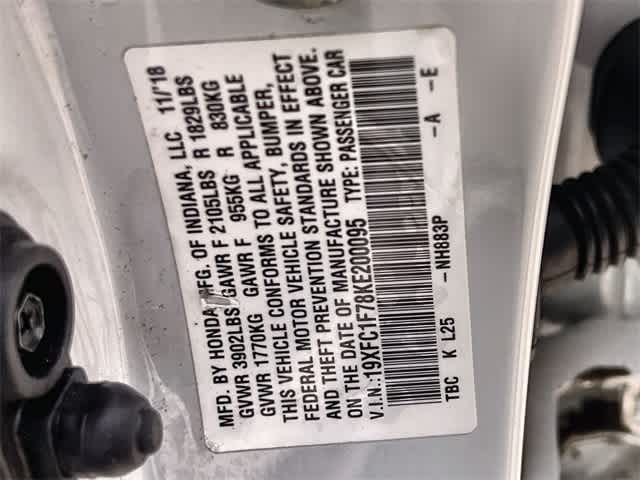 MFD. BY HONDA MFG. OF INDIANA, LLC 11/'18
GVWR 3902LBS GAWR F 2105LBS R 1829LBS
GVWR 1770KG GAWR F 955KG R 830KG
THIS VEHICLE CONFORMS TO ALL APPLICABLE
FEDERAL MOTOR VEHICLE SAFETY, BUMPER,
AND THEFT PREVENTION STANDARDS IN EFFECT
ON THE DATE OF MANUFACTURE SHOWN ABOVE.
V.I.N.:19XFC1F78KE200095 TYPE: PASSENGER CAR
TBC K L25 -NH883P -A -E